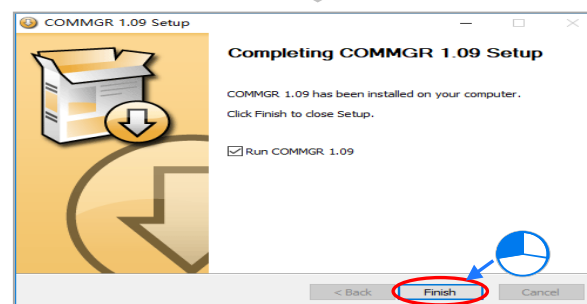 COMMGR 1.09 Setup
Completing COMMGR 1.09 Setup
COMMGR 1.09 has been installed on your computer.
Click Finish to close Setup.
Run COMMGR 1.09
< Back Finish Cancel